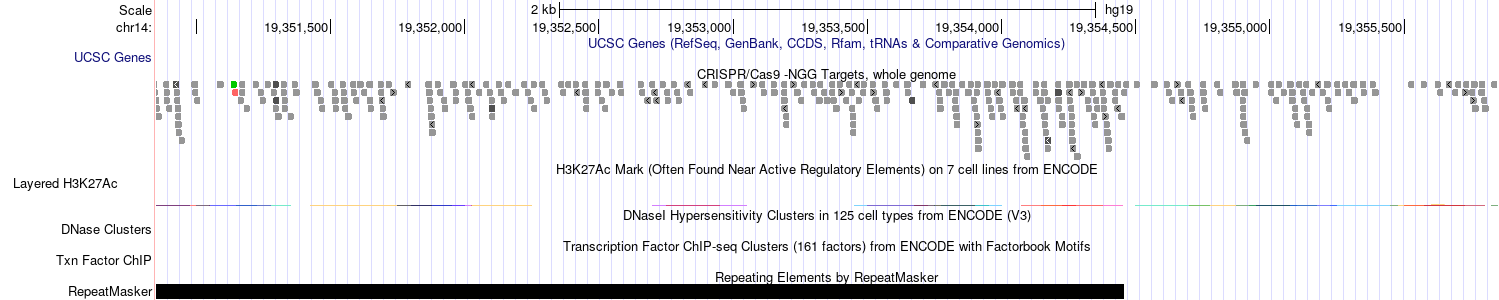 Scale 2 kb hg19
chr14: 19,351,500 19,352,000 19,352,500 19,353,000 19,353,500 19,354,000 19,354,500 19,355,000 19,355,500
UCSC Genes (RefSeq, GenBank, CCDS, Rfam, tRNAs & Comparative Genomics)
UCSC Genes
CRISPR/Cas9 -NGG Targets, whole genome
H3K27Ac Mark (Often Found Near Active Regulatory Elements) on 7 cell lines from ENCODE
Layered H3K27Ac
DNaseI Hypersensitivity Clusters in 125 cell types from ENCODE (V3)
DNase Clusters
Transcription Factor ChIP-seq Clusters (161 factors) from ENCODE with Factorbook Motifs
Txn Factor ChIP
Repeating Elements by RepeatMasker
RepeatMasker